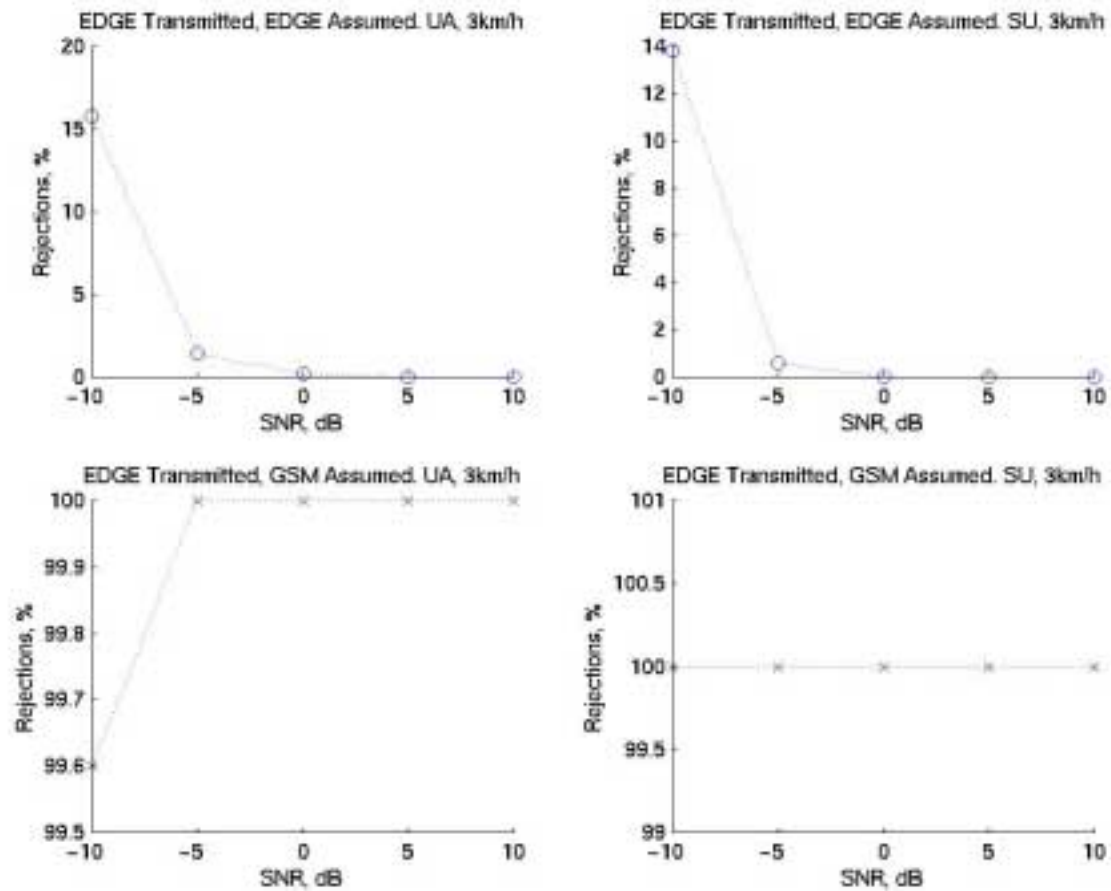 EDGE Transmitted, EDGE Assumed. UA, 3km/h
20
15
10
5
0
Rejections, %
-10 -5 0 5 10
SNR, dB
EDGE Transmitted, EDGE Assumed. SU, 3km/h
14
12
10
8
6
4
2
0
Rejections, %
-10 -5 0 5 10
SNR, dB
EDGE Transmitted, GSM Assumed. UA, 3km/h
100
99.9
99.8
99.7
99.6
99.5
Rejections, %
-10 -5 0 5 10
SNR, dB
EDGE Transmitted, GSM Assumed. SU, 3km/h
101
100.5
100
99.5
99
Rejections, %
-10 -5 0 5 10
SNR, dB